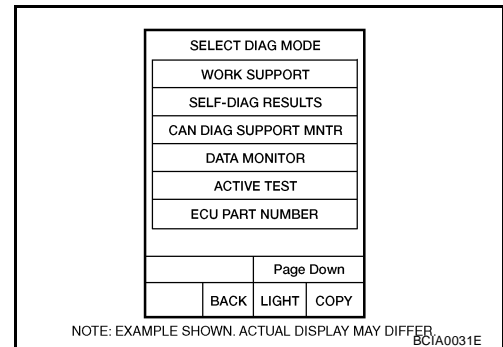 SELECT DIAG MODE
WORK SUPPORT
SELF-DIAG RESULTS
CAN DIAG SUPPORT MNTR
DATA MONITOR
ACTIVE TEST
ECU PART NUMBER
Page Down
BACK LIGHT COPY
NOTE: EXAMPLE SHOWN. ACTUAL DISPLAY MAY DIFFER.
BCIA0031E